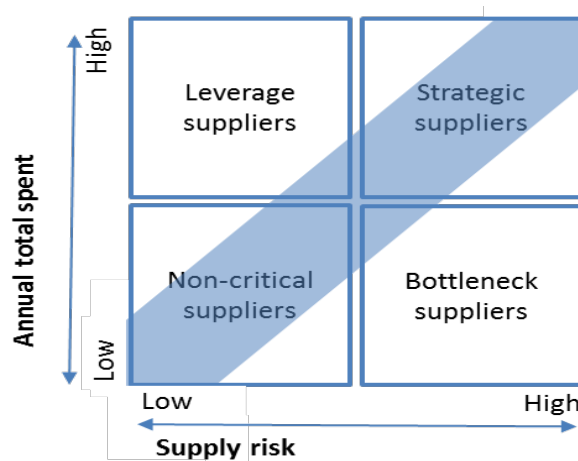 High
Leverage
suppliers
Strategic
suppliers
Annual total spent
Non-critical
suppliers
Bottleneck
suppliers
Low
Low
High
Supply risk